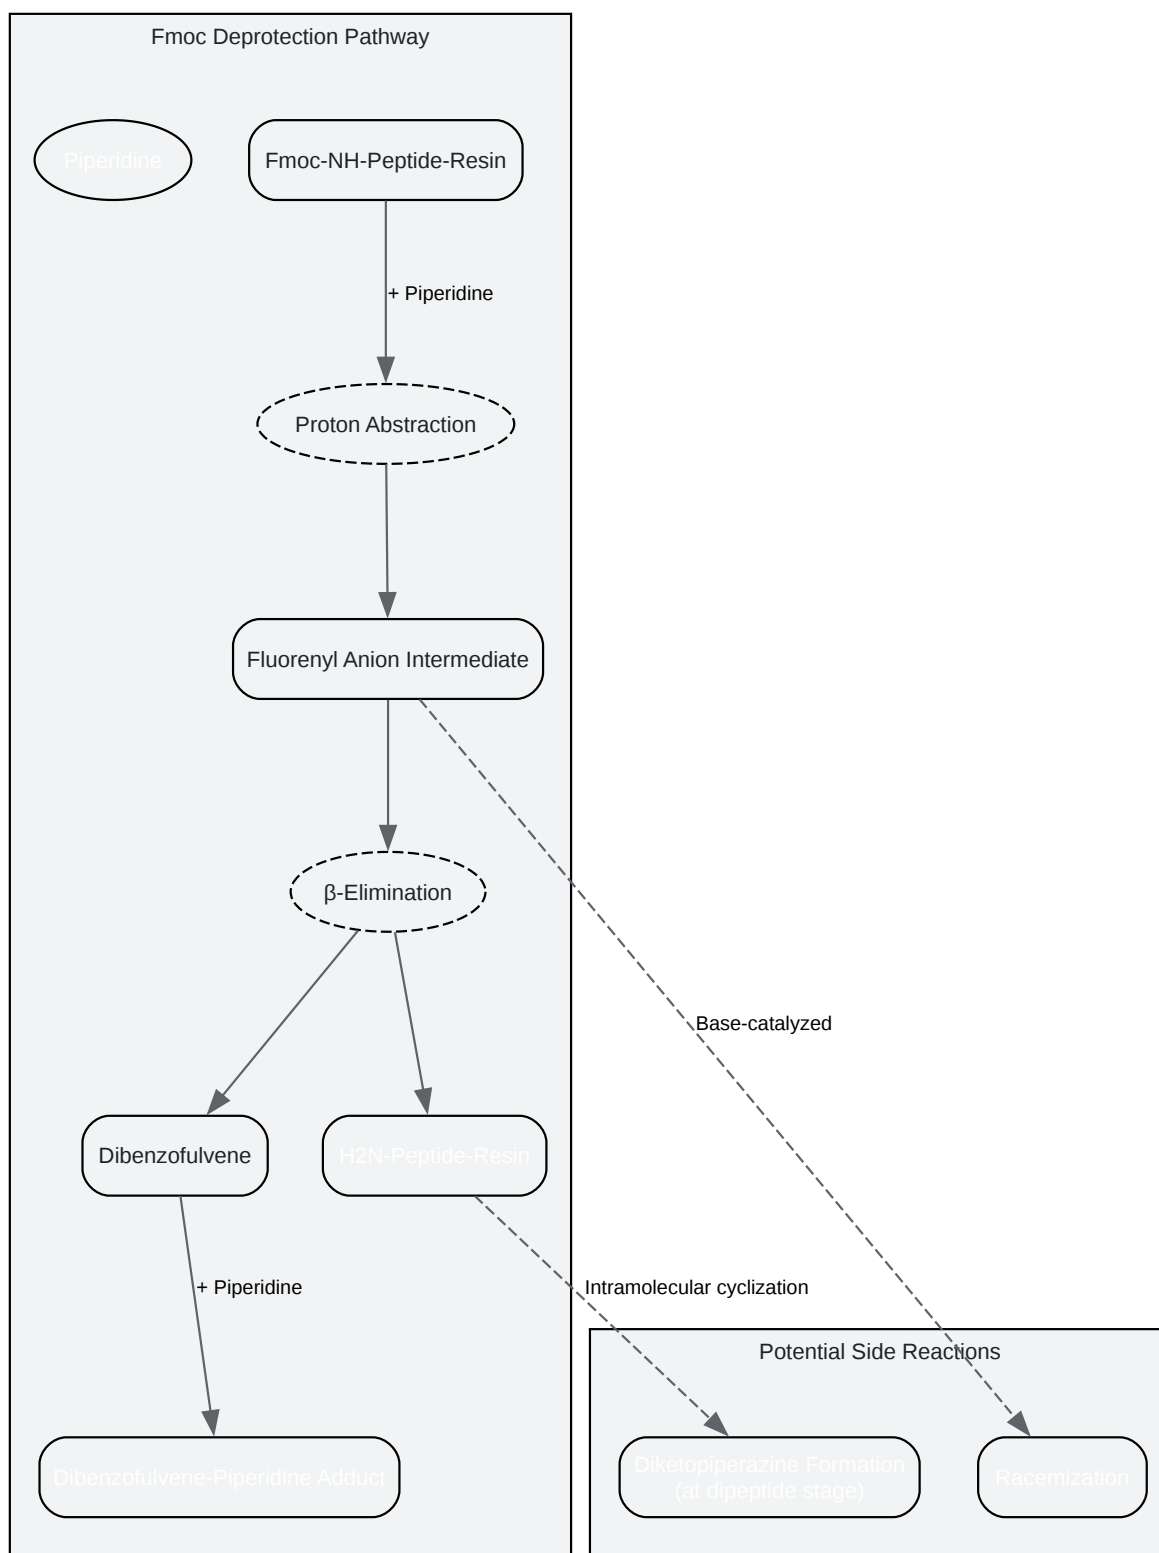 Fmoc Deprotection Pathway
Piperidine
Fmoc-NH-Peptide-Resin
+ Piperidine
Proton Abstraction
Fluorenyl Anion Intermediate
β-Elimination
Base-catalyzed
Dibenzofulvene
H2N-Peptide-Resin
+ Piperidine
Intramolecular cyclization
Potential Side Reactions
Dibenzofulvene-Piperidine Adduct
Diketopiperazine Formation
(at dipeptide stage)
Racemization